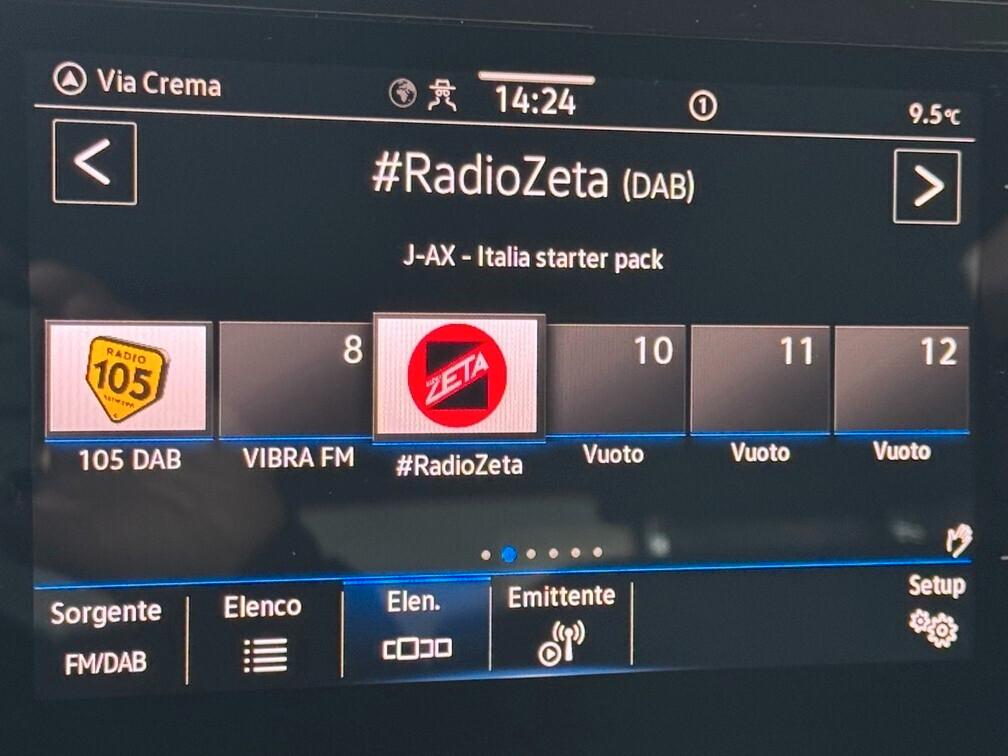 Via Crema
14:24
1
9.5°C
<
#RadioZeta (DAB)
>
J-AX - Italia starter pack
RADIO
105
8
ZETA
10
11
12
105 DAB
VIBRA FM
#RadioZeta
Vuoto
Vuoto
Vuoto
Sorgente
FM/DAB
Elenco
Elen.
Emittente
Setup